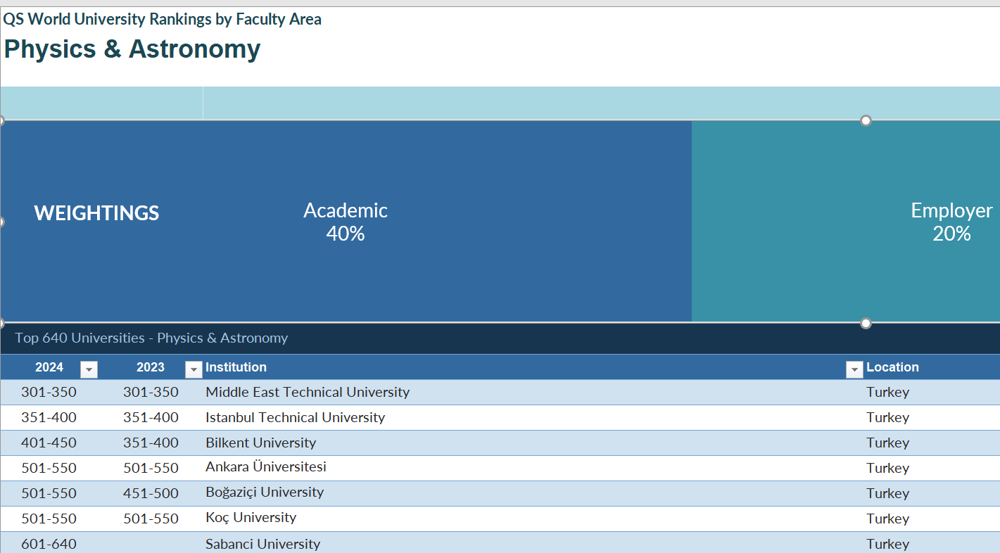 QS World University Rankings by Faculty Area
Physics & Astronomy
WEIGHTINGS
Academic
40%
Employer
20%
Top 640 Universities - Physics & Astronomy
2024 2023 Institution Location
301-350 301-350 Middle East Technical University Turkey
351-400 351-400 Istanbul Technical University Turkey
401-450 351-400 Bilkent University Turkey
501-550 501-550 Ankara Üniversitesi Turkey
501-550 451-500 Boğaziçi University Turkey
501-550 501-550 Koç University Turkey
601-640 Sabanci University Turkey